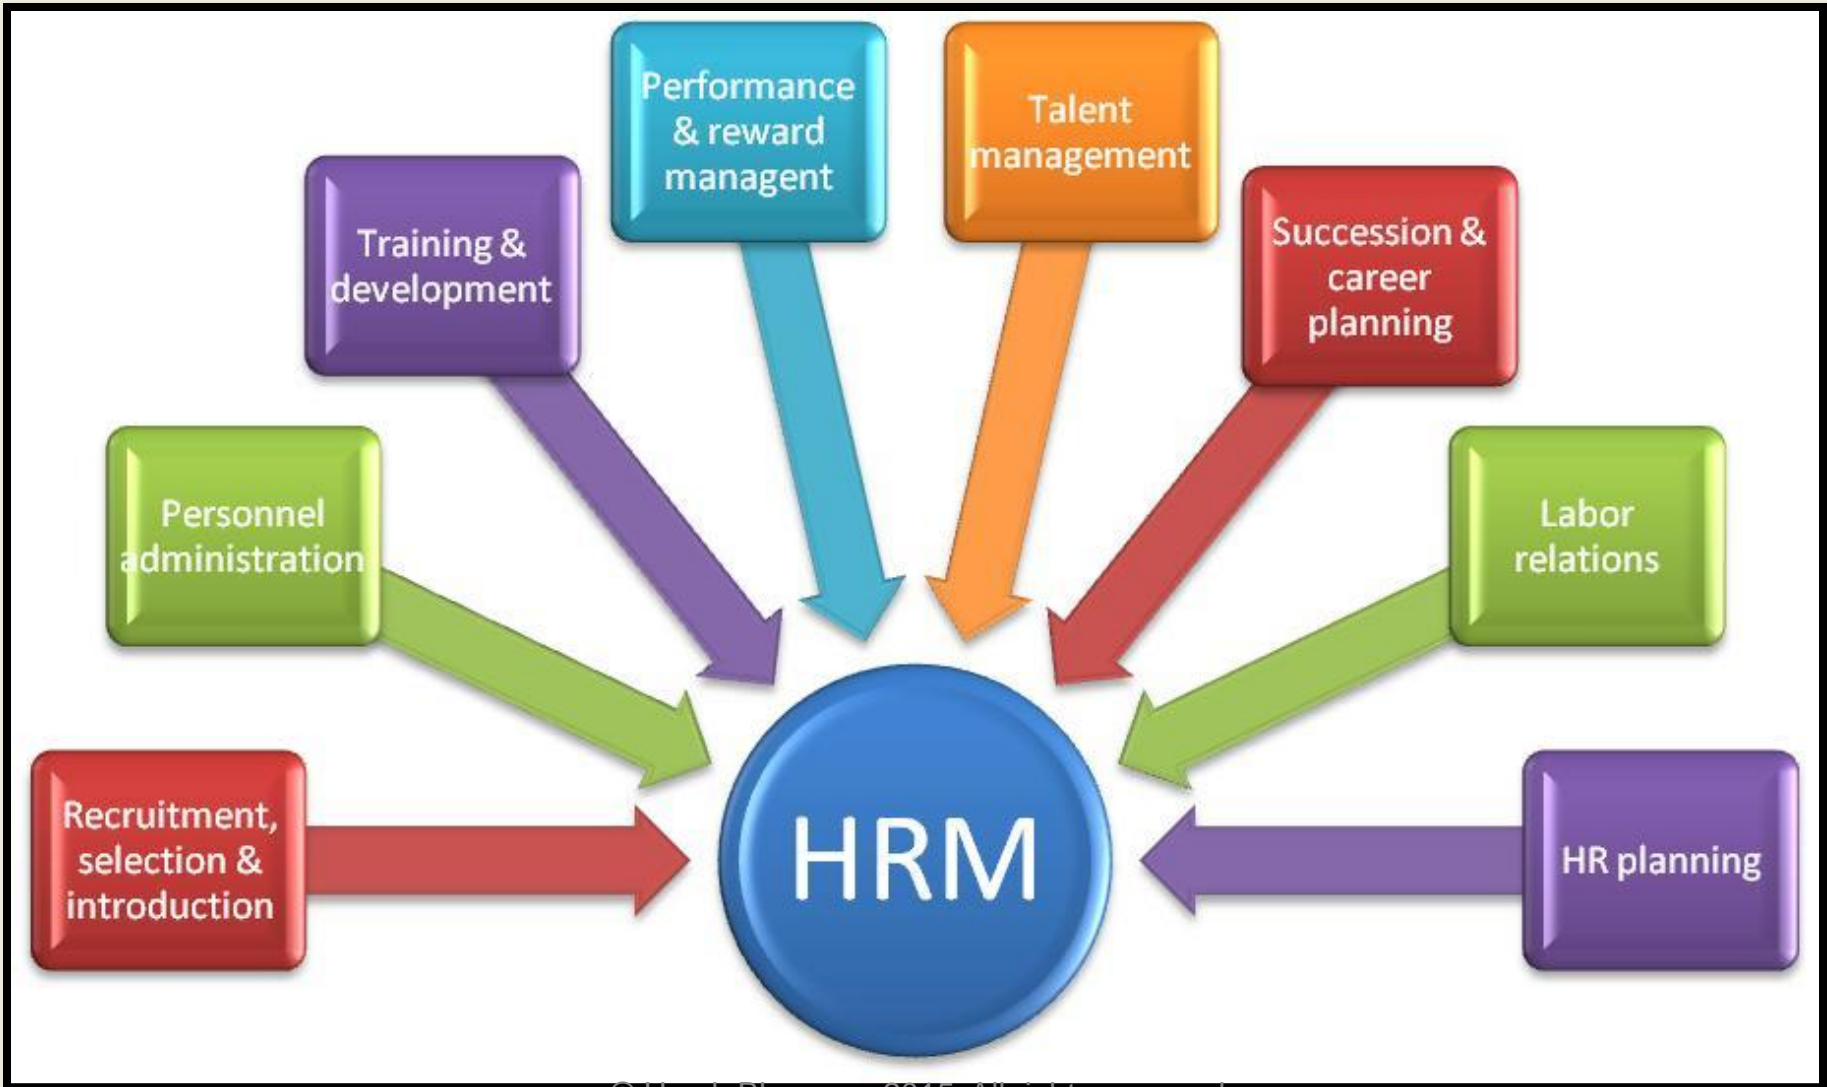 Performance
& reward
managent
Talent
management
Training &
development
Succession &
career
planning
Personnel
administration
Labor
relations
Recruitment,
selection &
introduction
HRM
HR planning